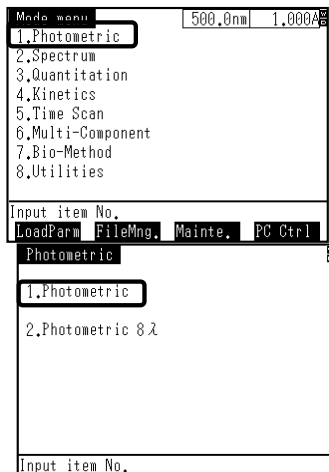 Mode menu
500.0nm 1.000A
1.Photometric
2.Spectrum
3.Quantitation
4.Kinetics
5.Time Scan
6.Multi-Component
7.Bio-Method
8.Utilities
Input item No.
LoadParm FileMng. Mainte. PC Ctrl
Photometric
1.Photometric
2.Photometric 8λ
Input item No.